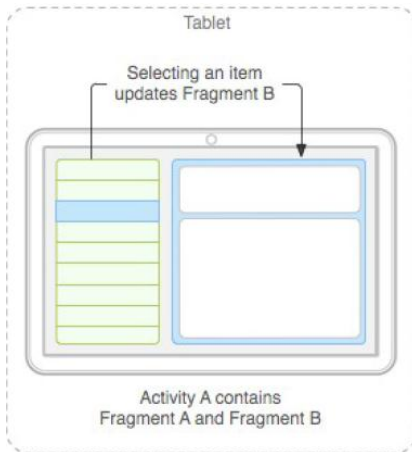 Tablet
Selecting an item
updates Fragment B
Activity A contains
Fragment A and Fragment B